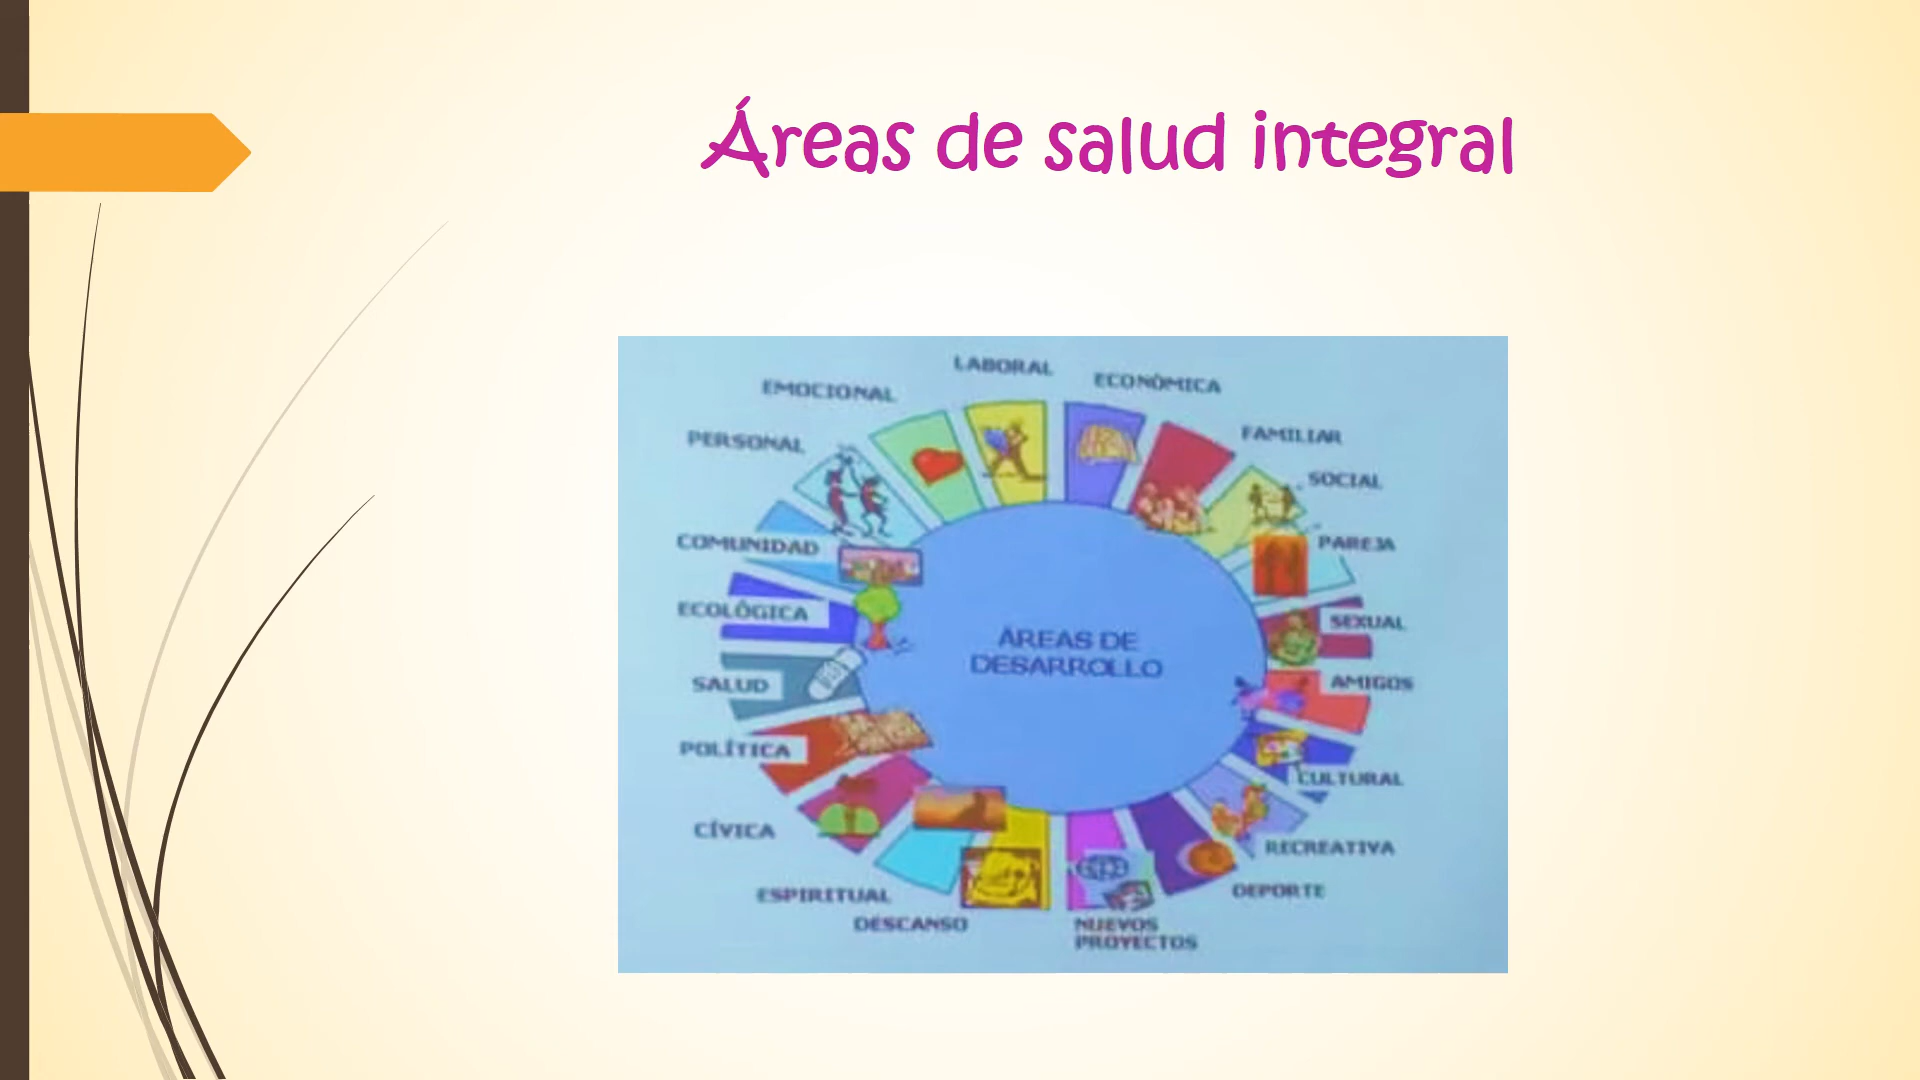 Áreas de salud integral
LABORAL
ECONÓMICA
EMOCIONAL
FAMILIAR
PERSONAL
SOCIAL
COMUNIDAD
PAREJA
ECOLÓGICA
SEXUAL
ÁREAS DE
DESARROLLO
SALUD
AMIGOS
POLÍTICA
CULTURAL
CÍVICA
RECREATIVA
ESPIRITUAL
DEPORTE
DESCANSO
NUEVOS
PROYECTOS